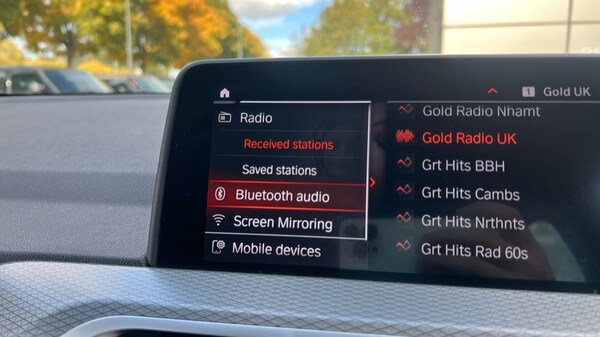 1 Gold UK
Radio
Received stations
Saved stations
Bluetooth audio
Screen Mirroring
Mobile devices
Gold Radio Nhamt
Gold Radio UK
Grt Hits BBH
Grt Hits Cambs
Grt Hits Nrthnts
Grt Hits Rad 60s